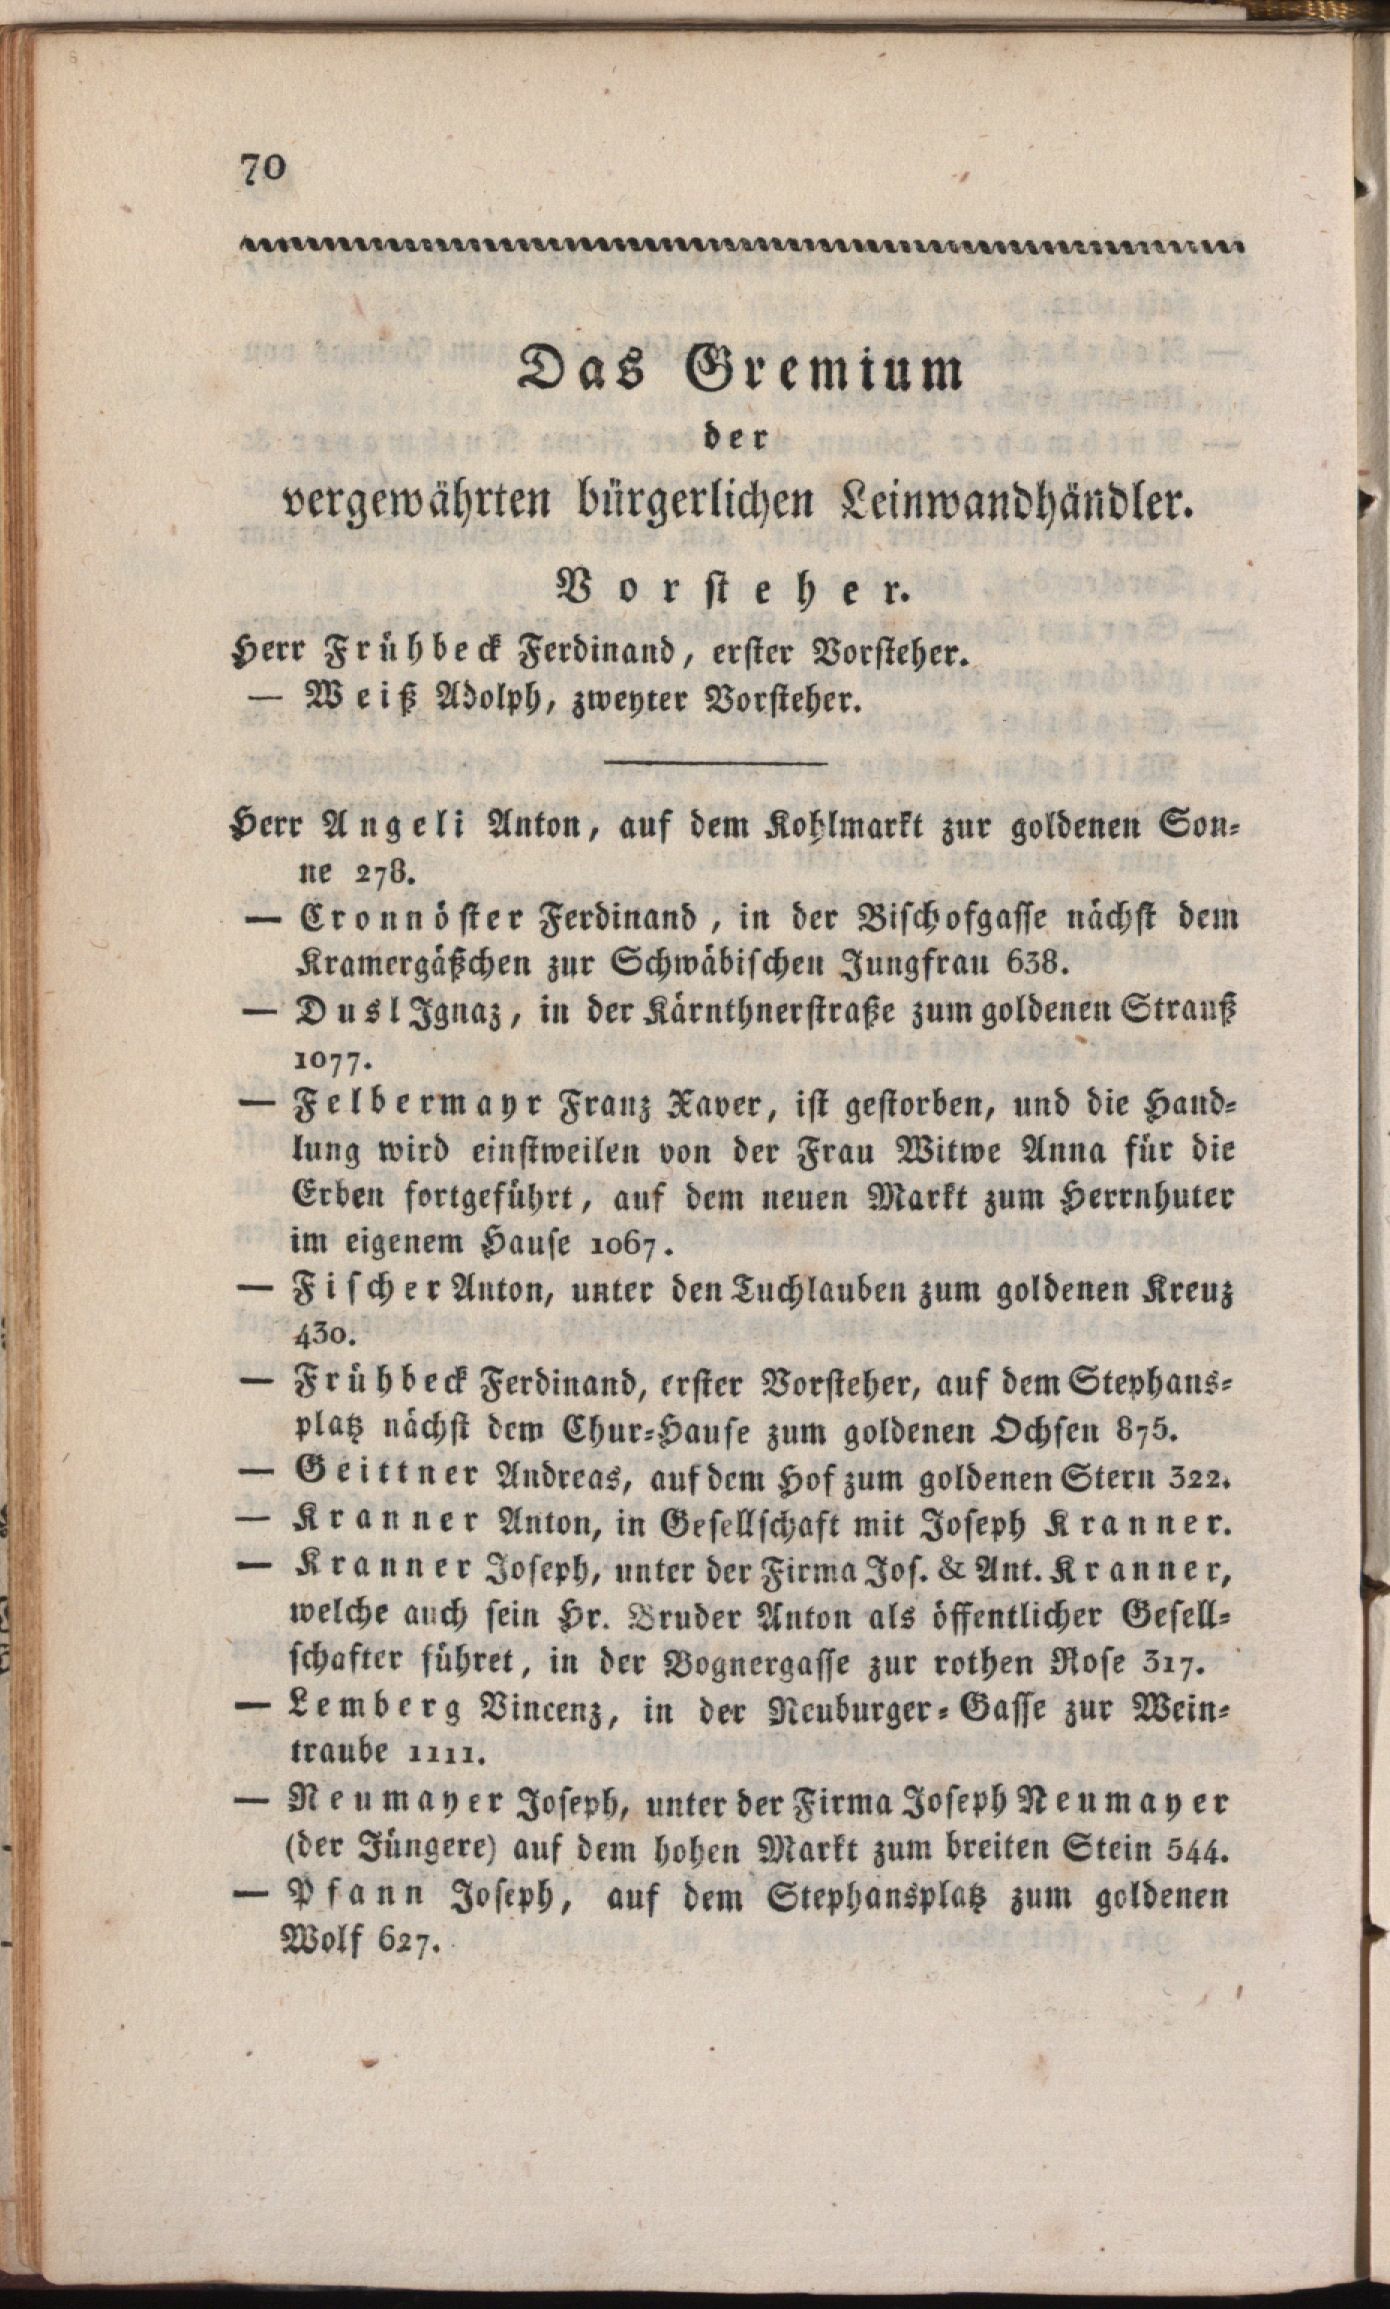 70
Das Gremium
der
vergewährten bürgerlichen Leinwandhändler.
Vorsteher.
Herr Frühbeck Ferdinand, erster Vorsteher.
— Weiß Adolph, zweyter Vorsteher.
Herr Angeli Anton, auf dem Kohlmarkt zur goldenen Son-
ne 278.
— Cronnöster Ferdinand, in der Bischofgasse nächst dem
Kramergäßchen zur Schwäbischen Jungfrau 638.
— Dusl Ignaz, in der Kärnthnerstraße zum goldenen Strauß
1077.
— Felbermayr Franz Xaver, ist gestorben, und die Hand-
lung wird einstweilen von der Frau Witwe Anna für die
Erben fortgeführt, auf dem neuen Markt zum Herrnhuter
im eigenem Hause 1067.
— Fischer Anton, unter den Tuchlauben zum goldenen Kreuz
430.
— Frühbeck Ferdinand, erster Vorsteher, auf dem Stephans-
platz nächst dem Chur-Hause zum goldenen Ochsen 875.
— Geittner Andreas, auf dem Hof zum goldenen Stern 322.
— Kranner Anton, in Gesellschaft mit Joseph Kranner.
— Kranner Joseph, unter der Firma Jos. & Ant. Kranner,
welche auch sein Hr. Bruder Anton als öffentlicher Gesell-
schafter führet, in der Bognergasse zur rothen Rose 317.
— Lemberg Vincenz, in der Neuburger-Gasse zur Wein-
traube 1111.
— Neumayer Joseph, unter der Firma Joseph Neumayer
(der Jüngere) auf dem hohen Markt zum breiten Stein 544.
— Pfann Joseph, auf dem Stephansplatz zum goldenen
Wolf 627.